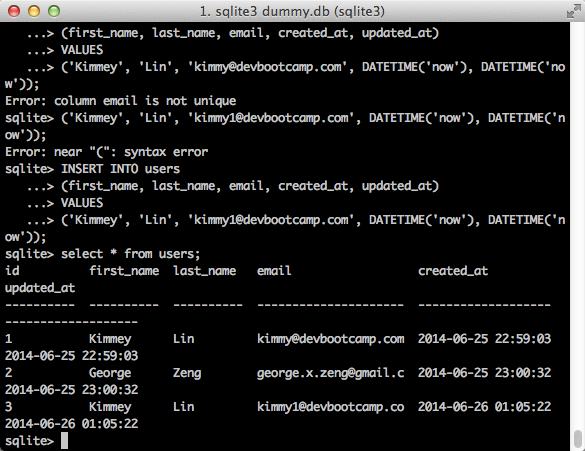 1. sqlite3 dummy.db (sqlite3)
...> (first_name, last_name, email, created_at, updated_at)
...> VALUES
...> ('Kimmey', 'Lin', 'kimmy@devbootcamp.com', DATETIME('now'), DATETIME('no
w'));
Error: column email is not unique
sqlite> ('Kimmey', 'Lin', 'kimmy1@devbootcamp.com', DATETIME('now'), DATETIME('n
ow'));
Error: near "(": syntax error
sqlite> INSERT INTO users
...> (first_name, last_name, email, created_at, updated_at)
...> VALUES
...> ('Kimmey', 'Lin', 'kimmy1@devbootcamp.com', DATETIME('now'), DATETIME('n
ow'));
sqlite> select * from users;
id          first_name  last_name   email                  created_at
updated_at
----------  ----------  ----------  ---------------------  -------------------
-------------------
1           Kimmey      Lin         kimmy@devbootcamp.com  2014-06-25 22:59:03
2014-06-25 22:59:03
2           George      Zeng        george.x.zeng@gmail.c  2014-06-25 23:00:32
2014-06-25 23:00:32
3           Kimmey      Lin         kimmy1@devbootcamp.co  2014-06-26 01:05:22
2014-06-26 01:05:22
sqlite>